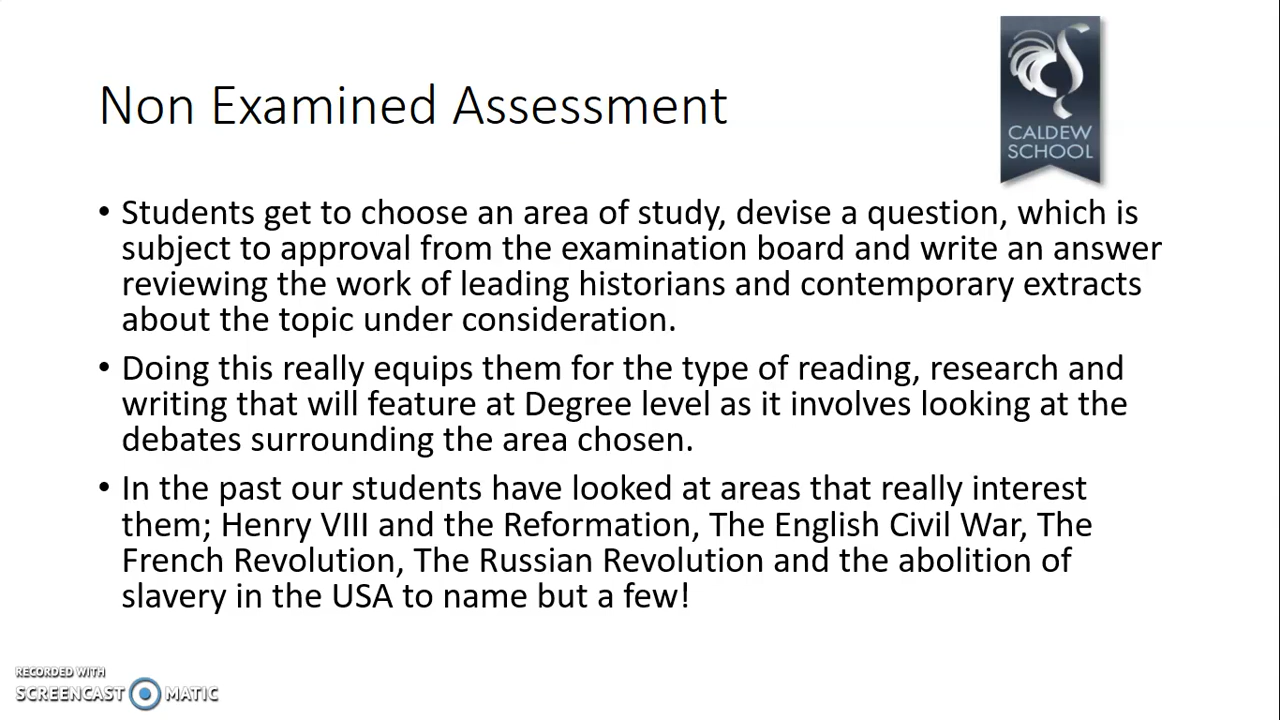 Non Examined Assessment
CALDEW
SCHOOL
• Students get to choose an area of study, devise a question, which is
subject to approval from the examination board and write an answer
reviewing the work of leading historians and contemporary extracts
about the topic under consideration.
• Doing this really equips them for the type of reading, research and
writing that will feature at Degree level as it involves looking at the
debates surrounding the area chosen.
• In the past our students have looked at areas that really interest
them; Henry VIII and the Reformation, The English Civil War, The
French Revolution, The Russian Revolution and the abolition of
slavery in the USA to name but a few!
RECORDED WITH
SCREENCAST MATIC